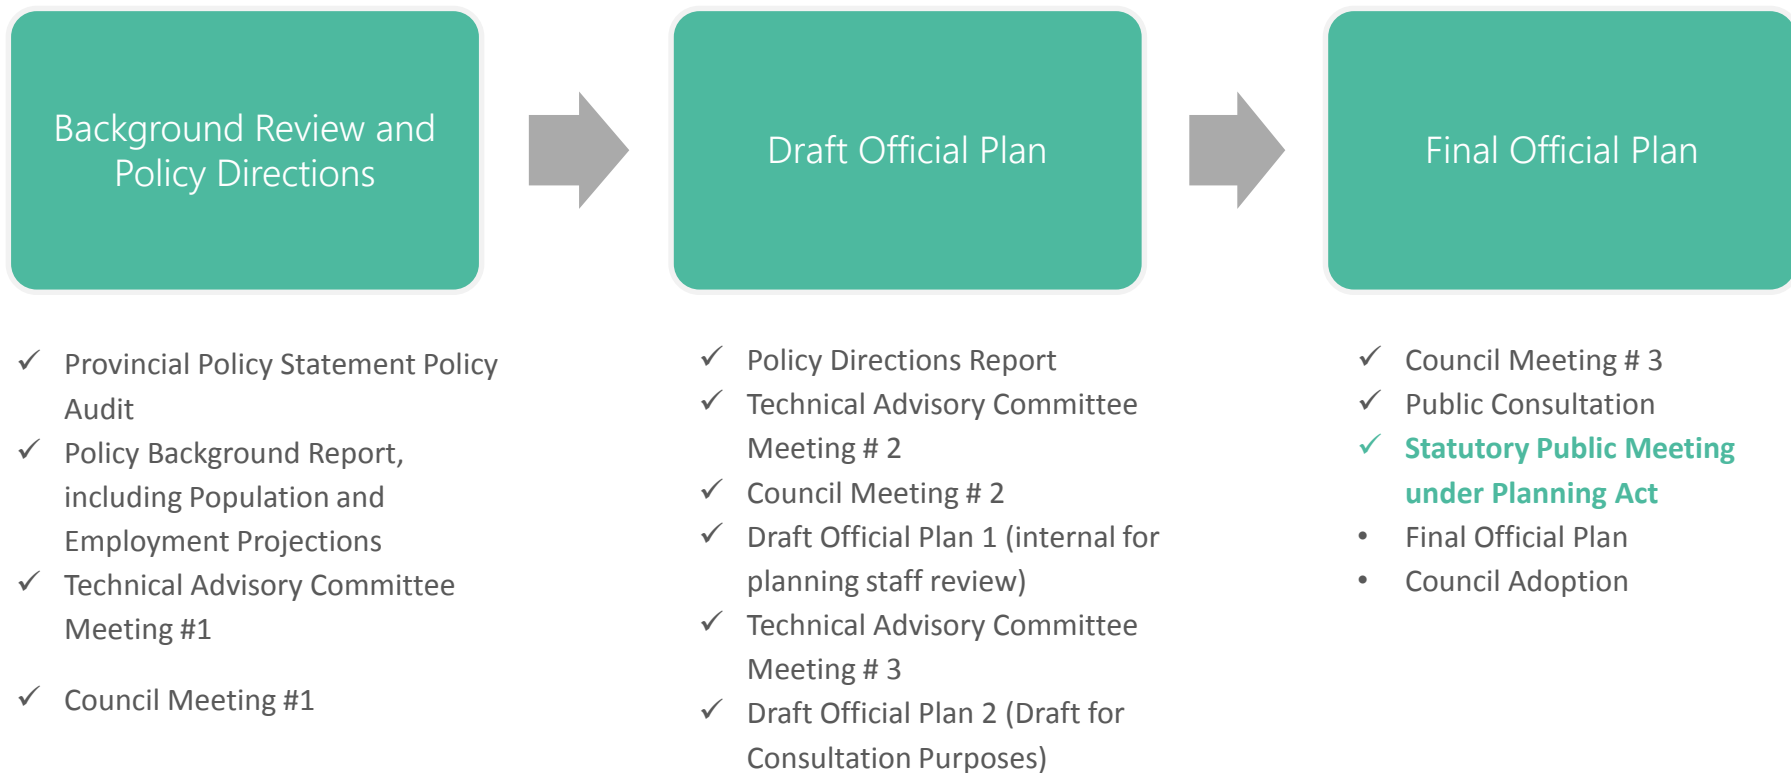 Background Review and
Policy Directions
Draft Official Plan
Final Official Plan
✓ Provincial Policy Statement Policy
Audit
✓ Policy Background Report,
including Population and
Employment Projections
✓ Technical Advisory Committee
Meeting #1
✓ Council Meeting #1
✓ Policy Directions Report
✓ Technical Advisory Committee
Meeting # 2
✓ Council Meeting # 2
✓ Draft Official Plan 1 (internal for
planning staff review)
✓ Technical Advisory Committee
Meeting # 3
✓ Draft Official Plan 2 (Draft for
Consultation Purposes)
✓ Council Meeting # 3
✓ Public Consultation
✓ Statutory Public Meeting
under Planning Act
• Final Official Plan
• Council Adoption